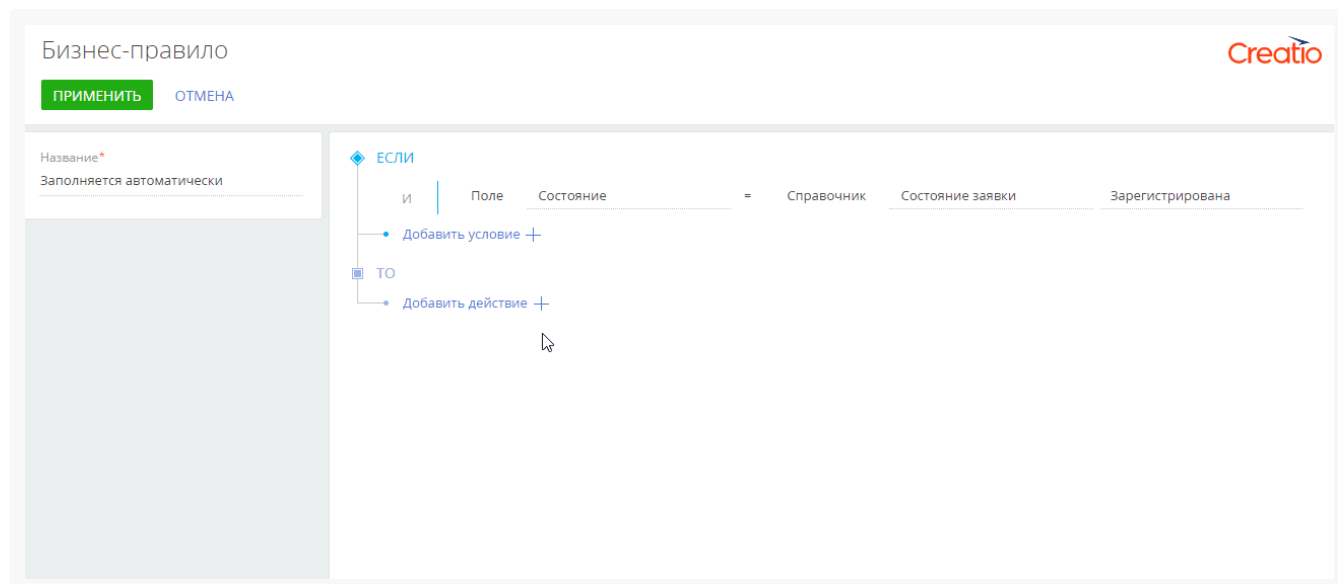 Бизнес-правило
Creatio
ПРИМЕНИТЬ ОТМЕНА
Название*
Заполняется автоматически
ЕСЛИ
И Поле Состояние = Справочник Состояние заявки Зарегистрирована
Добавить условие +
ТО
Добавить действие +